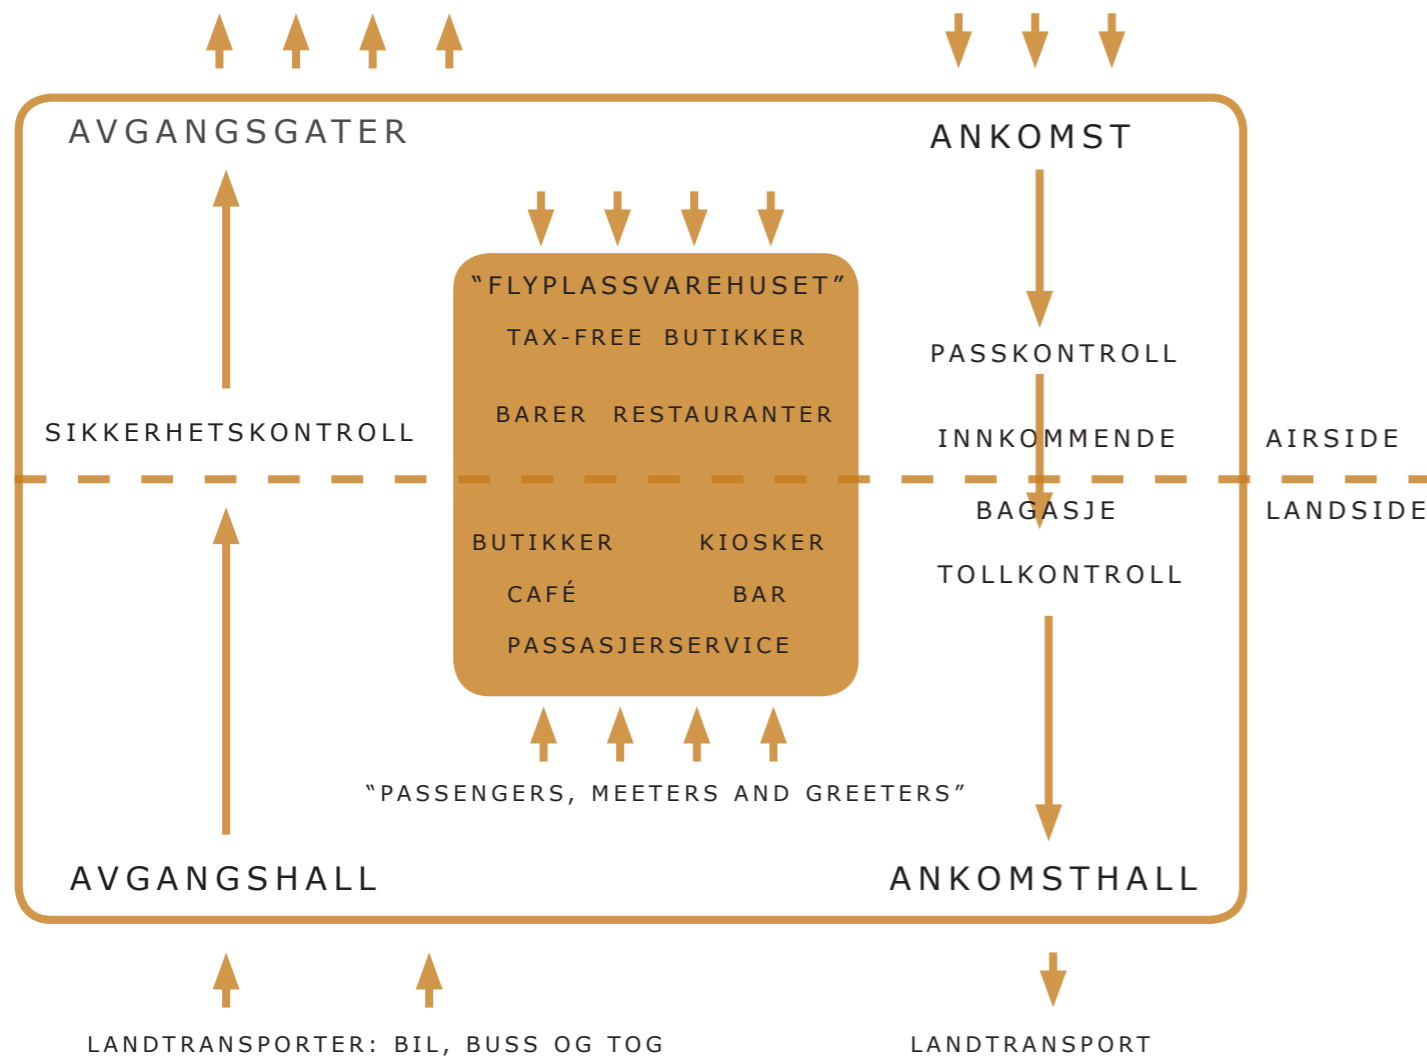 AVGANGSGATER
ANKOMST
“FLYPLASSVAREHUSET”
TAX-FREE BUTIKKER
PASSKONTROLL
BARER RESTAURANTER
SIKKERHETSKONTROLL
INNKOMMENDE
AIRSIDE
BAGASJE
LANDSIDE
BUTIKKER KIOSKER
TOLLKONTROLL
CAFÉ BAR
PASSASJERSERVICE
“PASSENGERS, MEETERS AND GREETERS”
AVGANGSHALL
ANKOMSTHALL
LANDTRANSPORTER: BIL, BUSS OG TOG
LANDTRANSPORT